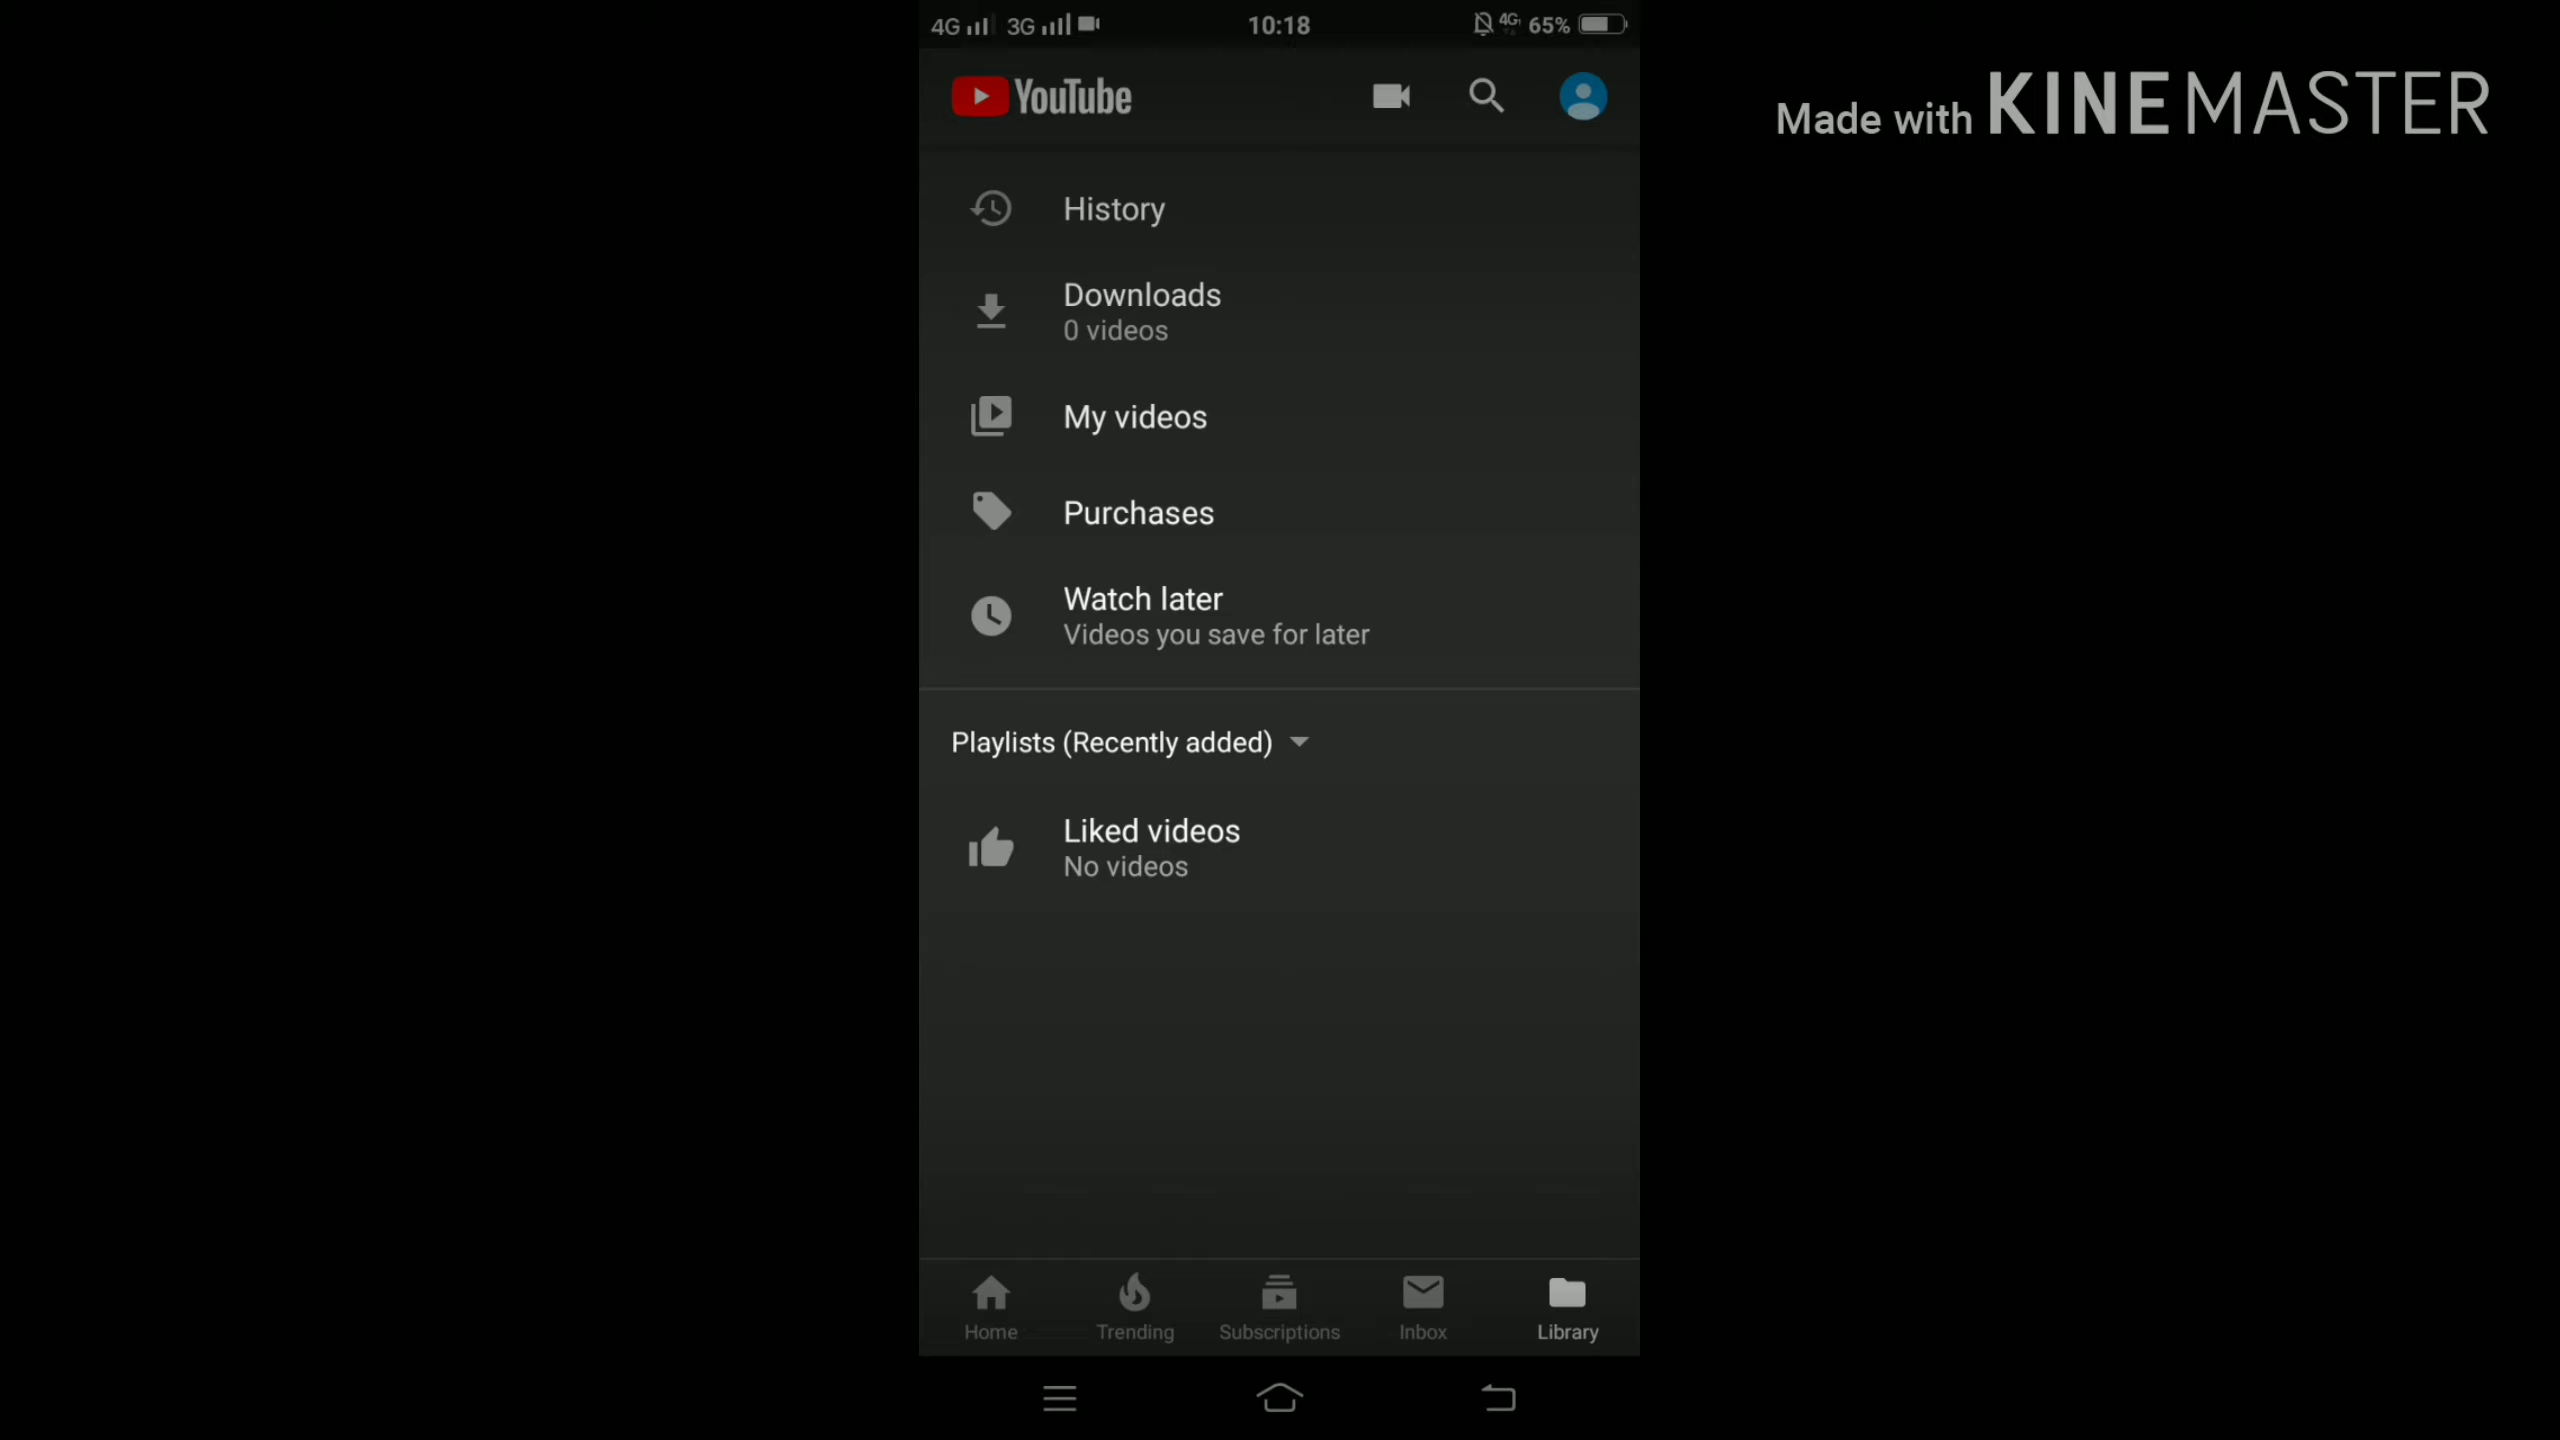 4G 3G 10:18 4G 65%
YouTube
Made with KINEMASTER
History
Downloads
0 videos
My videos
Purchases
Watch later
Videos you save for later
Playlists (Recently added)
Liked videos
No videos
Home Trending Subscriptions Inbox Library